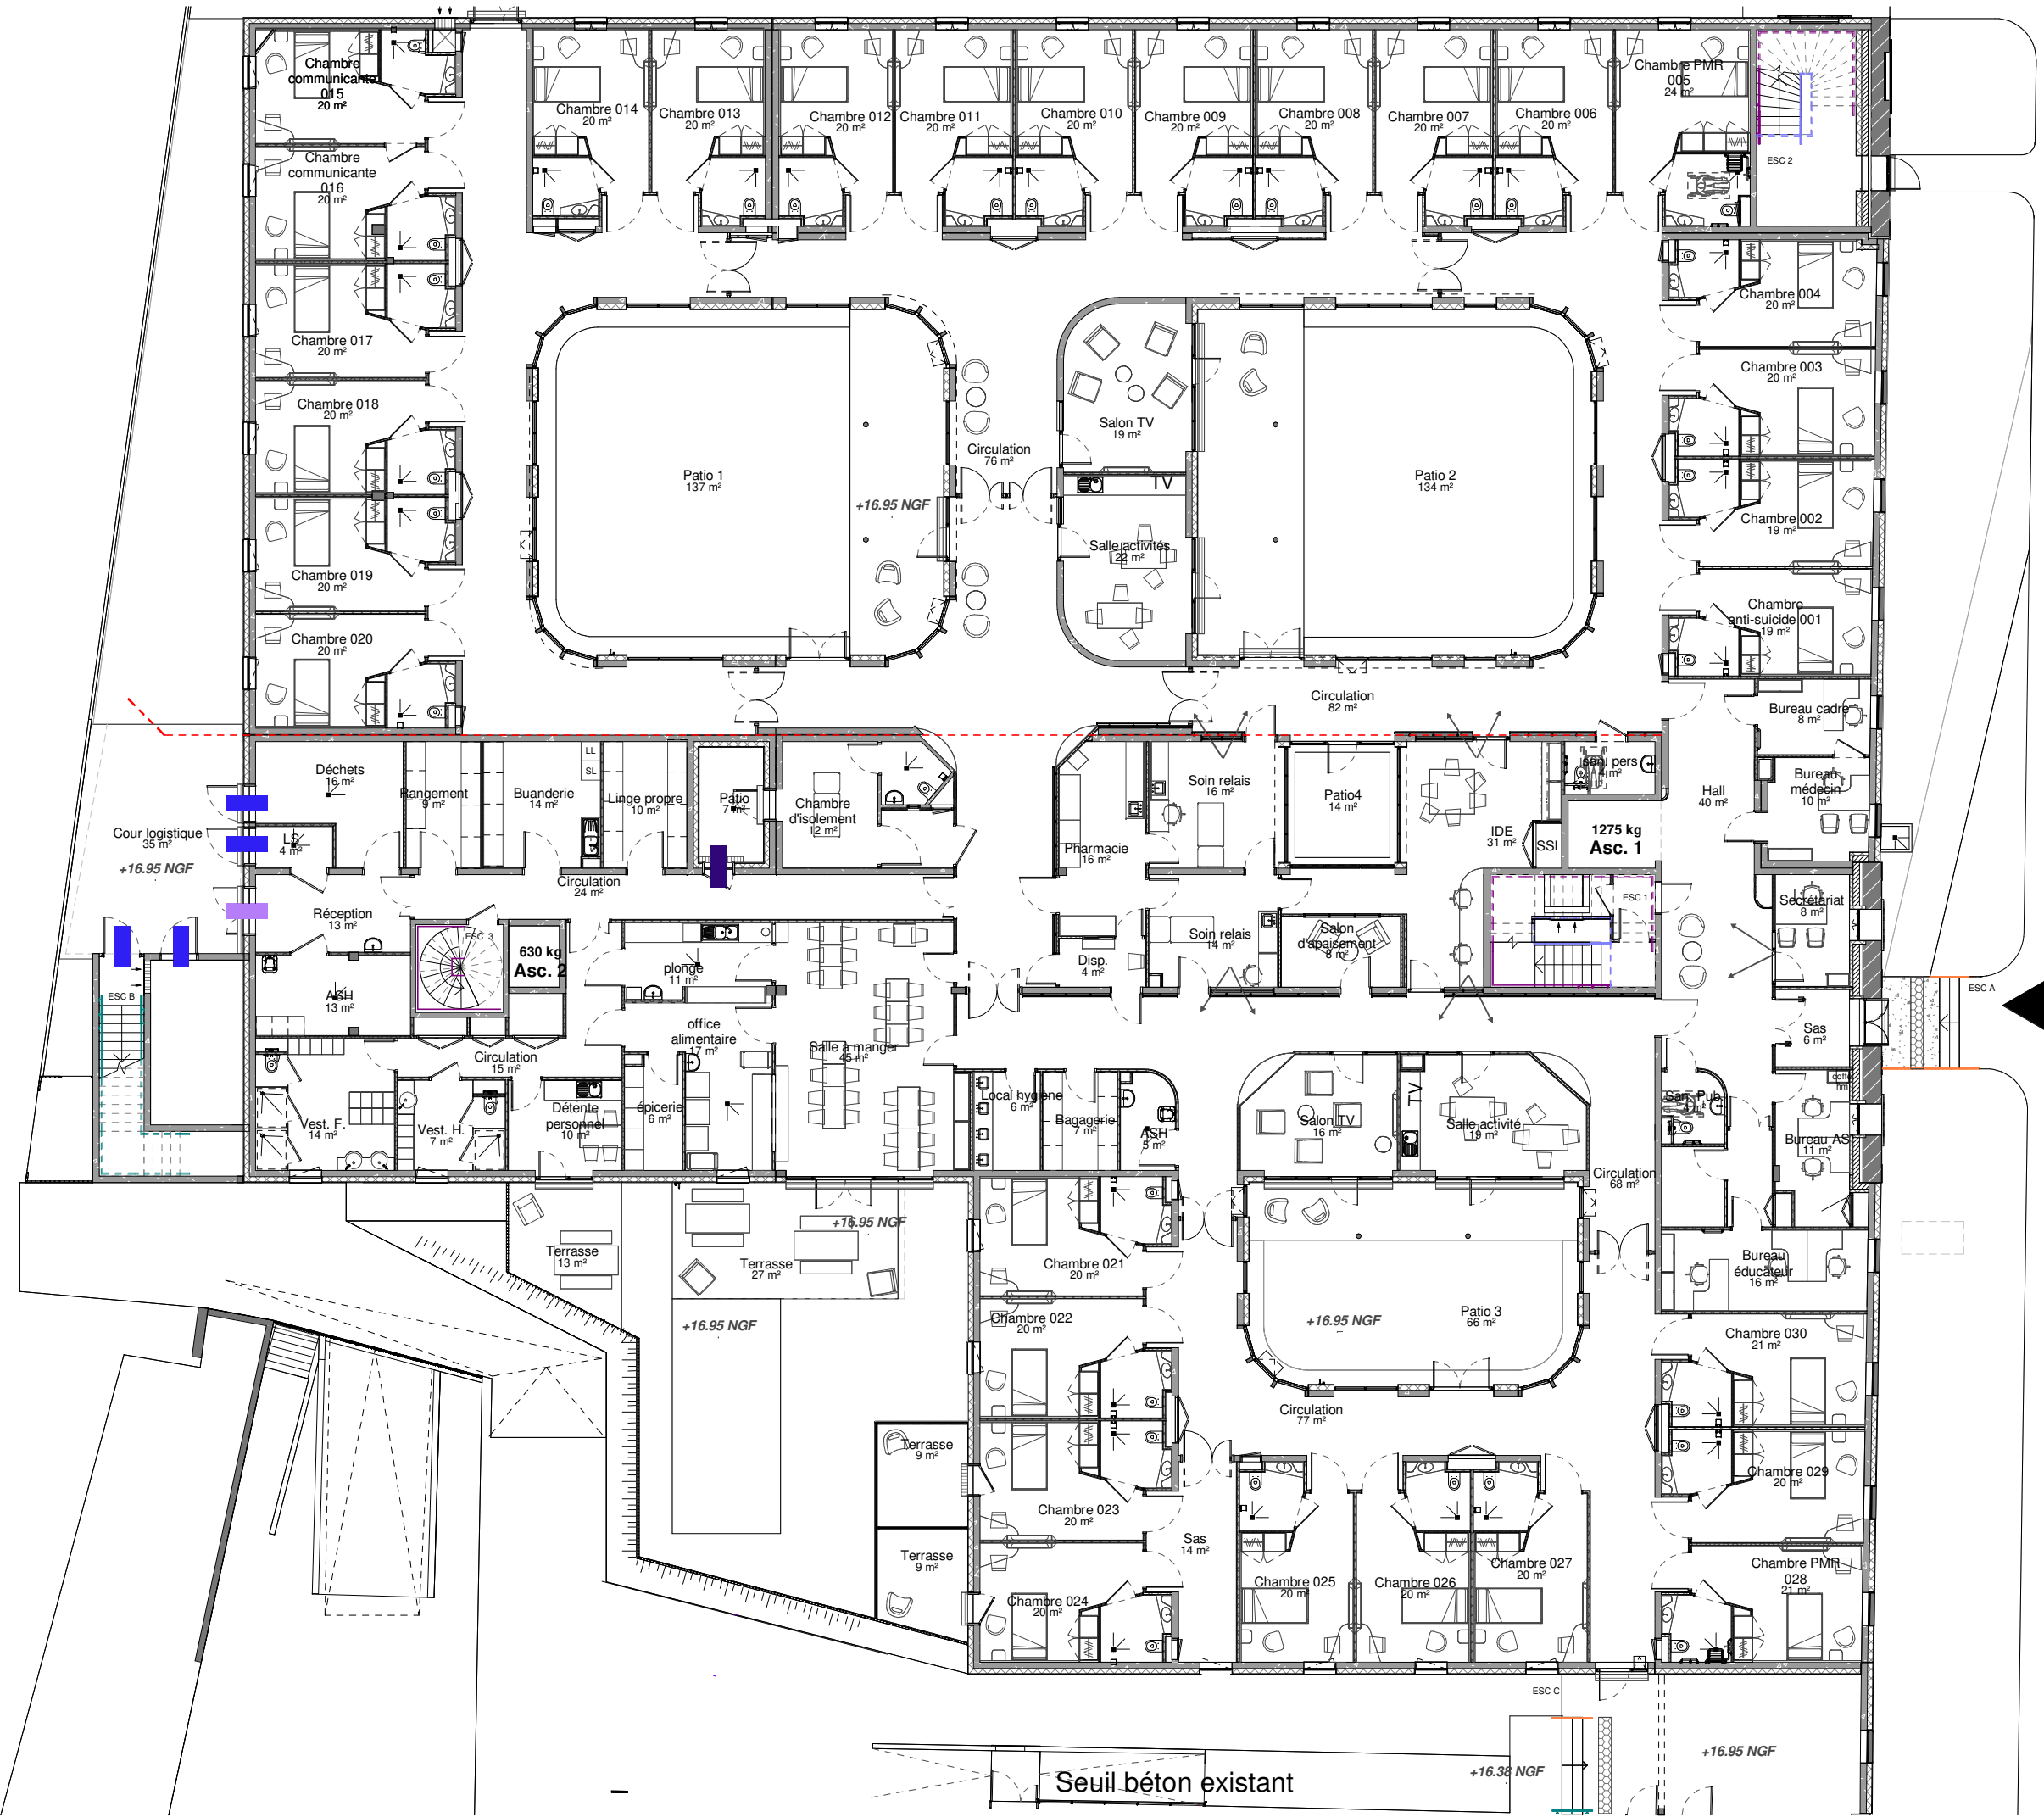 Chambre
communicante
015
20 m²
Chambre
communicante
016
20 m²
Chambre 017
20 m²
Chambre 018
20 m²
Chambre 019
20 m²
Chambre 020
20 m²
Chambre 014
20 m²
Chambre 013
20 m²
Chambre 012
20 m²
Chambre 011
20 m²
Chambre 010
20 m²
Chambre 009
20 m²
Chambre 008
20 m²
Chambre 007
20 m²
Chambre 006
20 m²
Chambre PMR
005
24 m²
ESC 2
Chambre 004
20 m²
Chambre 003
20 m²
Chambre 002
19 m²
Chambre
anti-suicide 001
19 m²
Patio 1
137 m²
+16.95 NGF
Circulation
76 m²
Salon TV
19 m²
TV
Salle activités
22 m²
Patio 2
134 m²
Circulation
82 m²
Bureau cadre
8 m²
Bureau
médecin
10 m²
Hall
40 m²
Déchets
16 m²
Rangement
9 m²
LL
SL
Buanderie
14 m²
Linge propre
10 m²
Patio
7 m²
Chambre
d'isolement
12 m²
Pharmacie
16 m²
Soin relais
16 m²
Patio4
14 m²
IDE
31 m²
SSI
sani pers
4 m²
1275 kg
Asc. 1
Cour logistique
35 m²
+16.95 NGF
LS
4 m²
Circulation
24 m²
Réception
13 m²
ESC 3
630 kg
Asc. 2
plonge
11 m²
Disp.
4 m²
Soin relais
14 m²
Salon
d'apaisement
8 m²
ESC 1
Secrétariat
8 m²
ESC A
Sas
6 m²
ESC B
ASH
13 m²
office
alimentaire
17 m²
Salle à manger
45 m²
Circulation
15 m²
Vest. F.
14 m²
Vest. H.
7 m²
Détente
personnel
10 m²
épicerie
6 m²
Local hygiène
6 m²
Bagagerie
7 m²
ASH
5 m²
Salon TV
16 m²
TV
Salle activité
19 m²
San. Pub.
4 m²
coffre
hm
Bureau AS
11 m²
Circulation
68 m²
Bureau
éducateur
16 m²
Terrasse
13 m²
Terrasse
27 m²
+16.95 NGF
+16.95 NGF
Chambre 021
20 m²
Chambre 022
20 m²
Chambre 023
20 m²
Chambre 024
20 m²
Terrasse
9 m²
Terrasse
9 m²
+16.95 NGF
Patio 3
66 m²
Circulation
77 m²
Sas
14 m²
Chambre 025
20 m²
Chambre 026
20 m²
Chambre 027
20 m²
Chambre 030
21 m²
Chambre 029
20 m²
Chambre PMR
028
21 m²
ESC C
+16.95 NGF
+16.38 NGF
Seuil béton existant